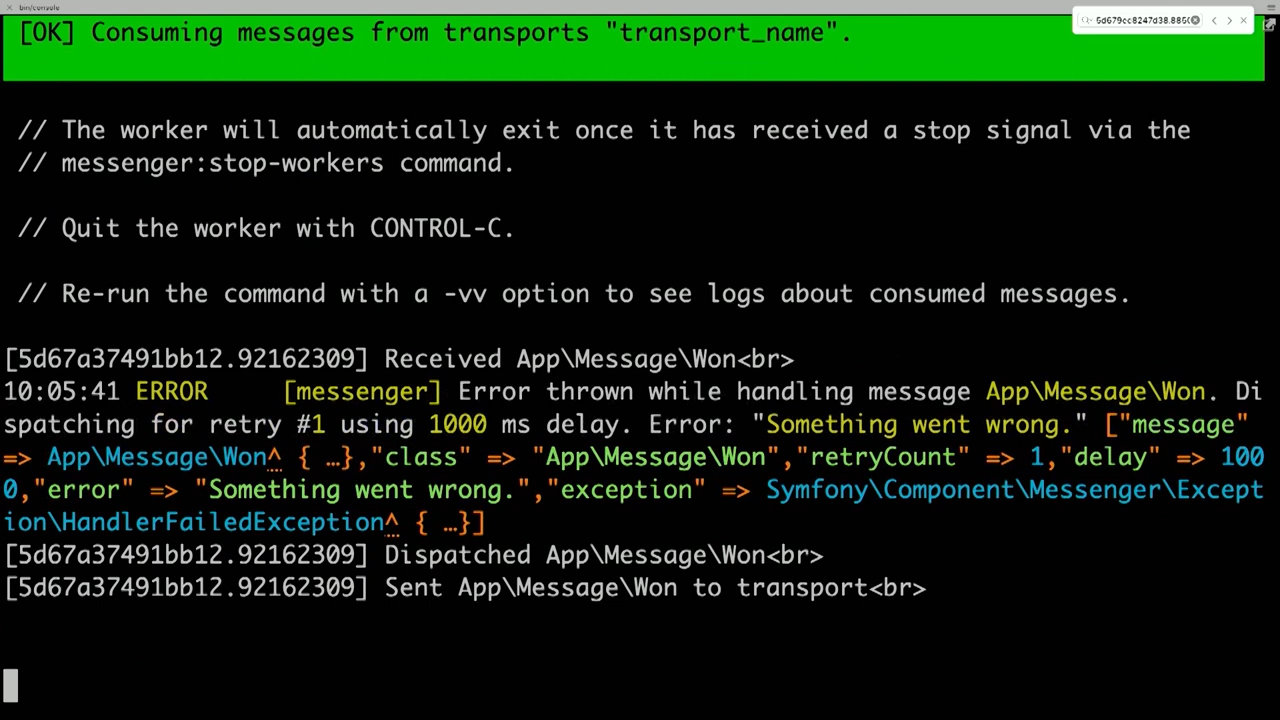 bin/console
5d679cc8247d38.8850
[OK] Consuming messages from transports "transport_name".
// The worker will automatically exit once it has received a stop signal via the
// messenger:stop-workers command.
// Quit the worker with CONTROL-C.
// Re-run the command with a -vv option to see logs about consumed messages.
[5d67a37491bb12.92162309] Received App\Message\Won<br>
10:05:41 ERROR     [messenger] Error thrown while handling message App\Message\Won. Di
spatching for retry #1 using 1000 ms delay. Error: "Something went wrong." ["message"
=> App\Message\Won^ { …},"class" => "App\Message\Won","retryCount" => 1,"delay" => 100
0,"error" => "Something went wrong.","exception" => Symfony\Component\Messenger\Except
ion\HandlerFailedException^ { …}]
[5d67a37491bb12.92162309] Dispatched App\Message\Won<br>
[5d67a37491bb12.92162309] Sent App\Message\Won to transport<br>